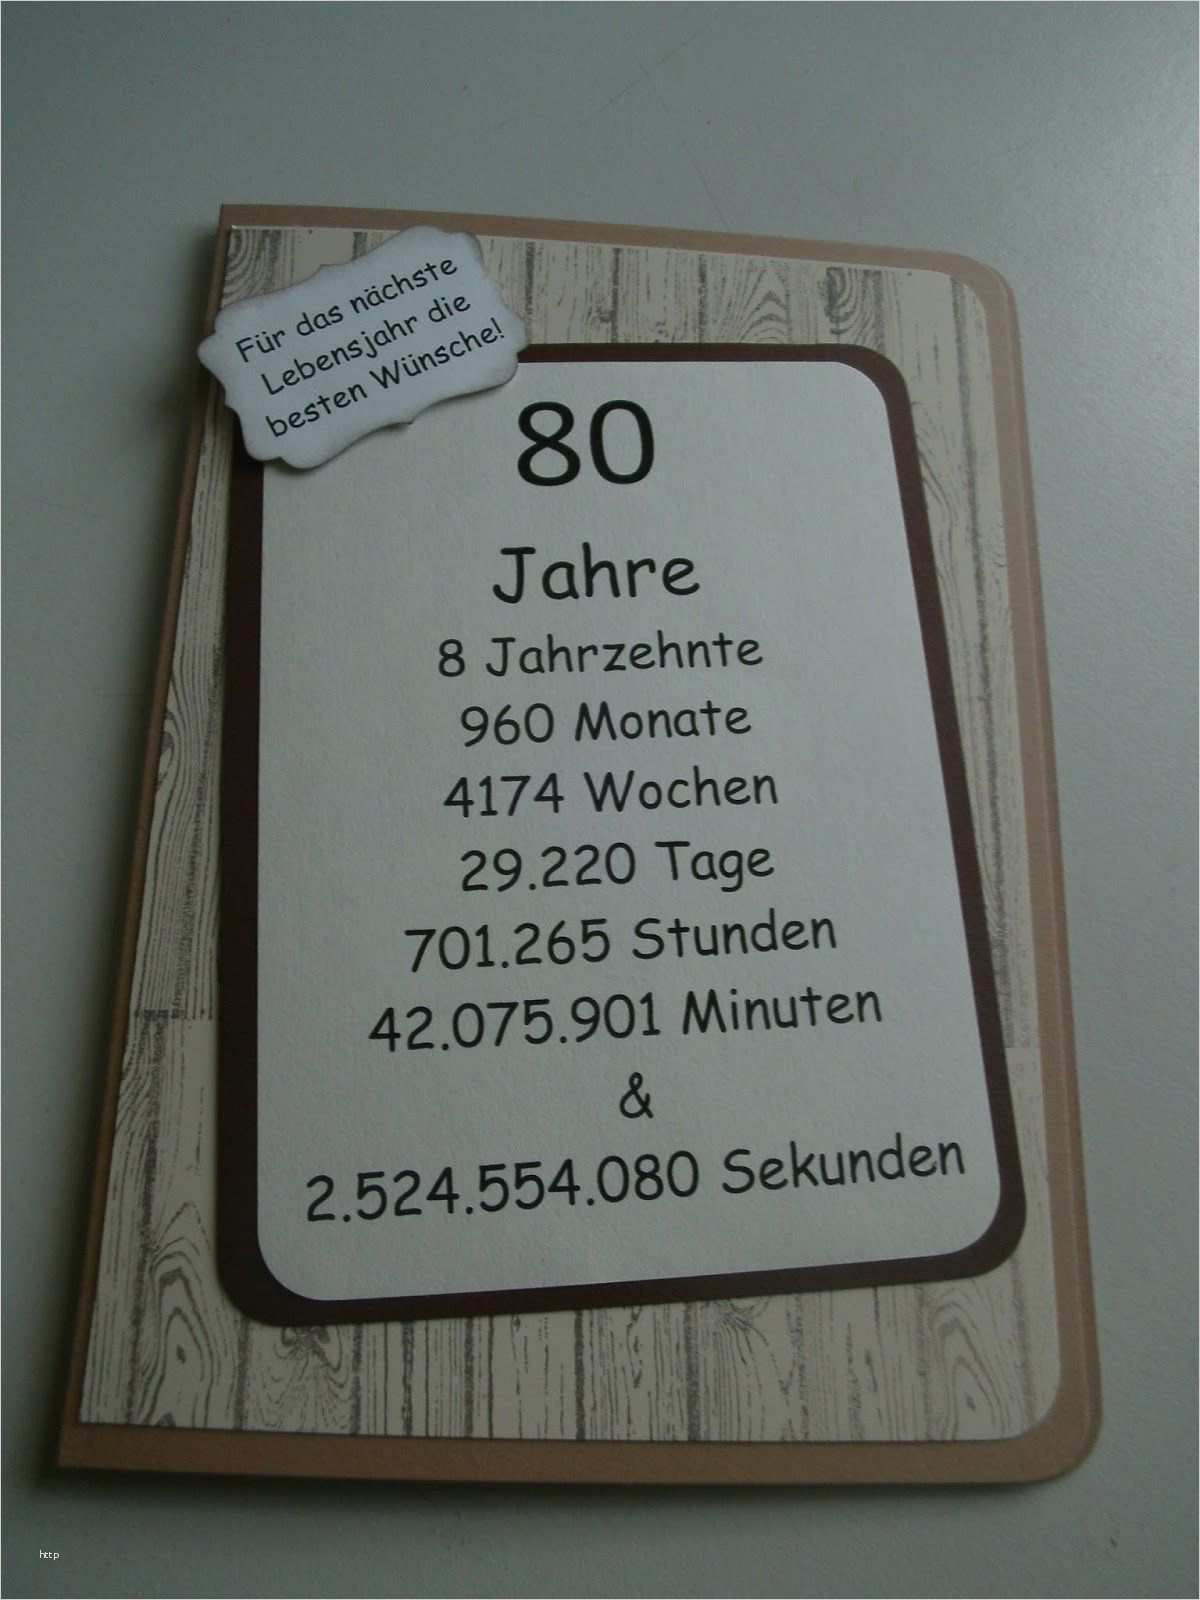 Für das nächste
Lebensjahr die
besten Wünsche!
80
Jahre
8 Jahrzehnte
960 Monate
4174 Wochen
29.220 Tage
701.265 Stunden
42.075.901 Minuten
&
2.524.554.080 Sekunden
http